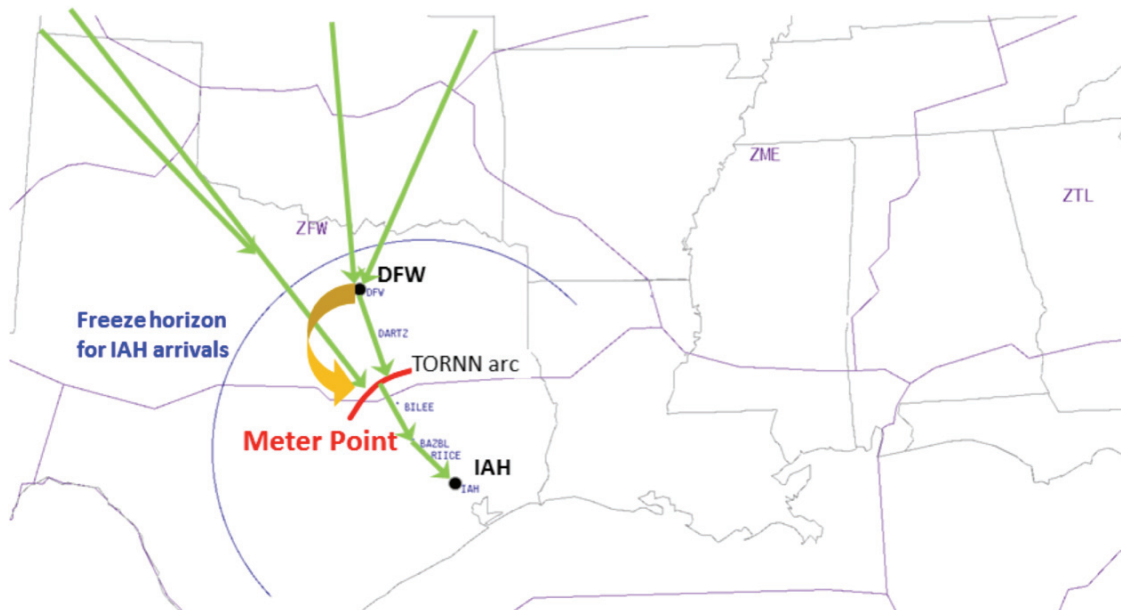 ZME
ZTL
ZFW
DFW
DFW
Freeze horizon
for IAH arrivals
DARTZ
TORNN arc
BILEE
Meter Point
BAZBL
RIICE
IAH
IAH